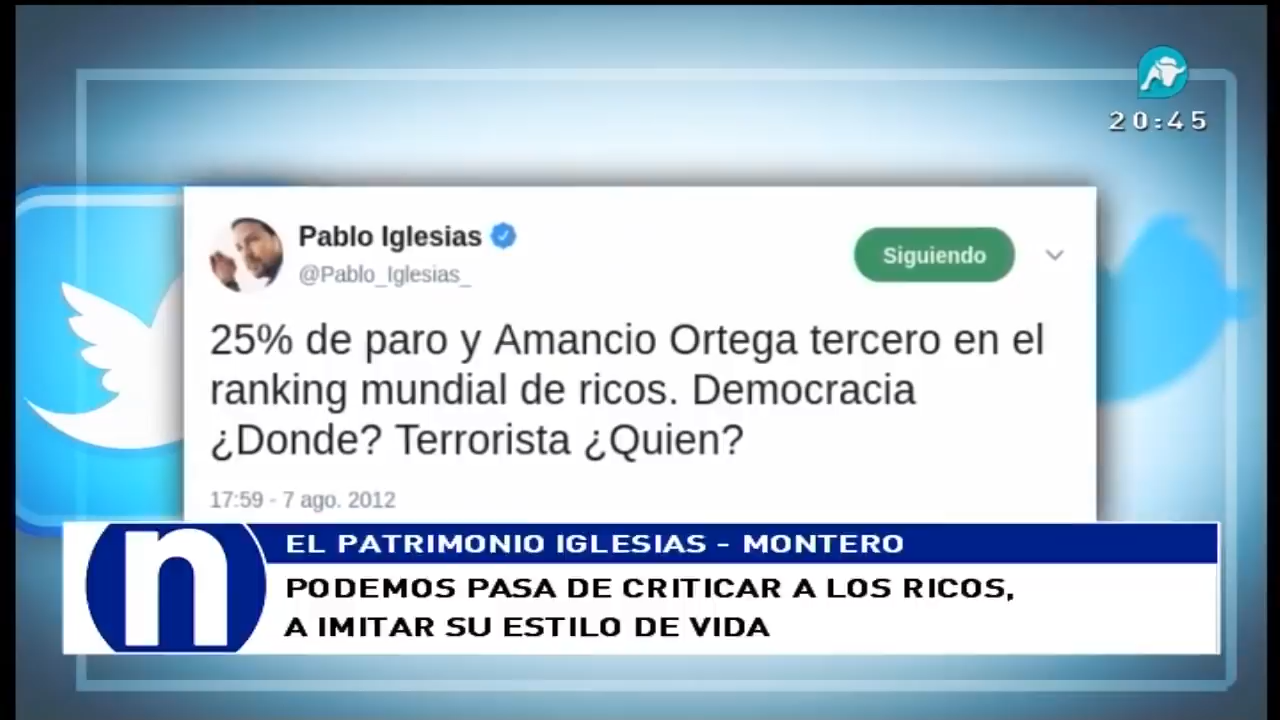 20:45
Pablo Iglesias
@Pablo_Iglesias_
Siguiendo
25% de paro y Amancio Ortega tercero en el
ranking mundial de ricos. Democracia
¿Donde? Terrorista ¿Quien?
17:59 - 7 ago. 2012
n
EL PATRIMONIO IGLESIAS - MONTERO
PODEMOS PASA DE CRITICAR A LOS RICOS,
A IMITAR SU ESTILO DE VIDA